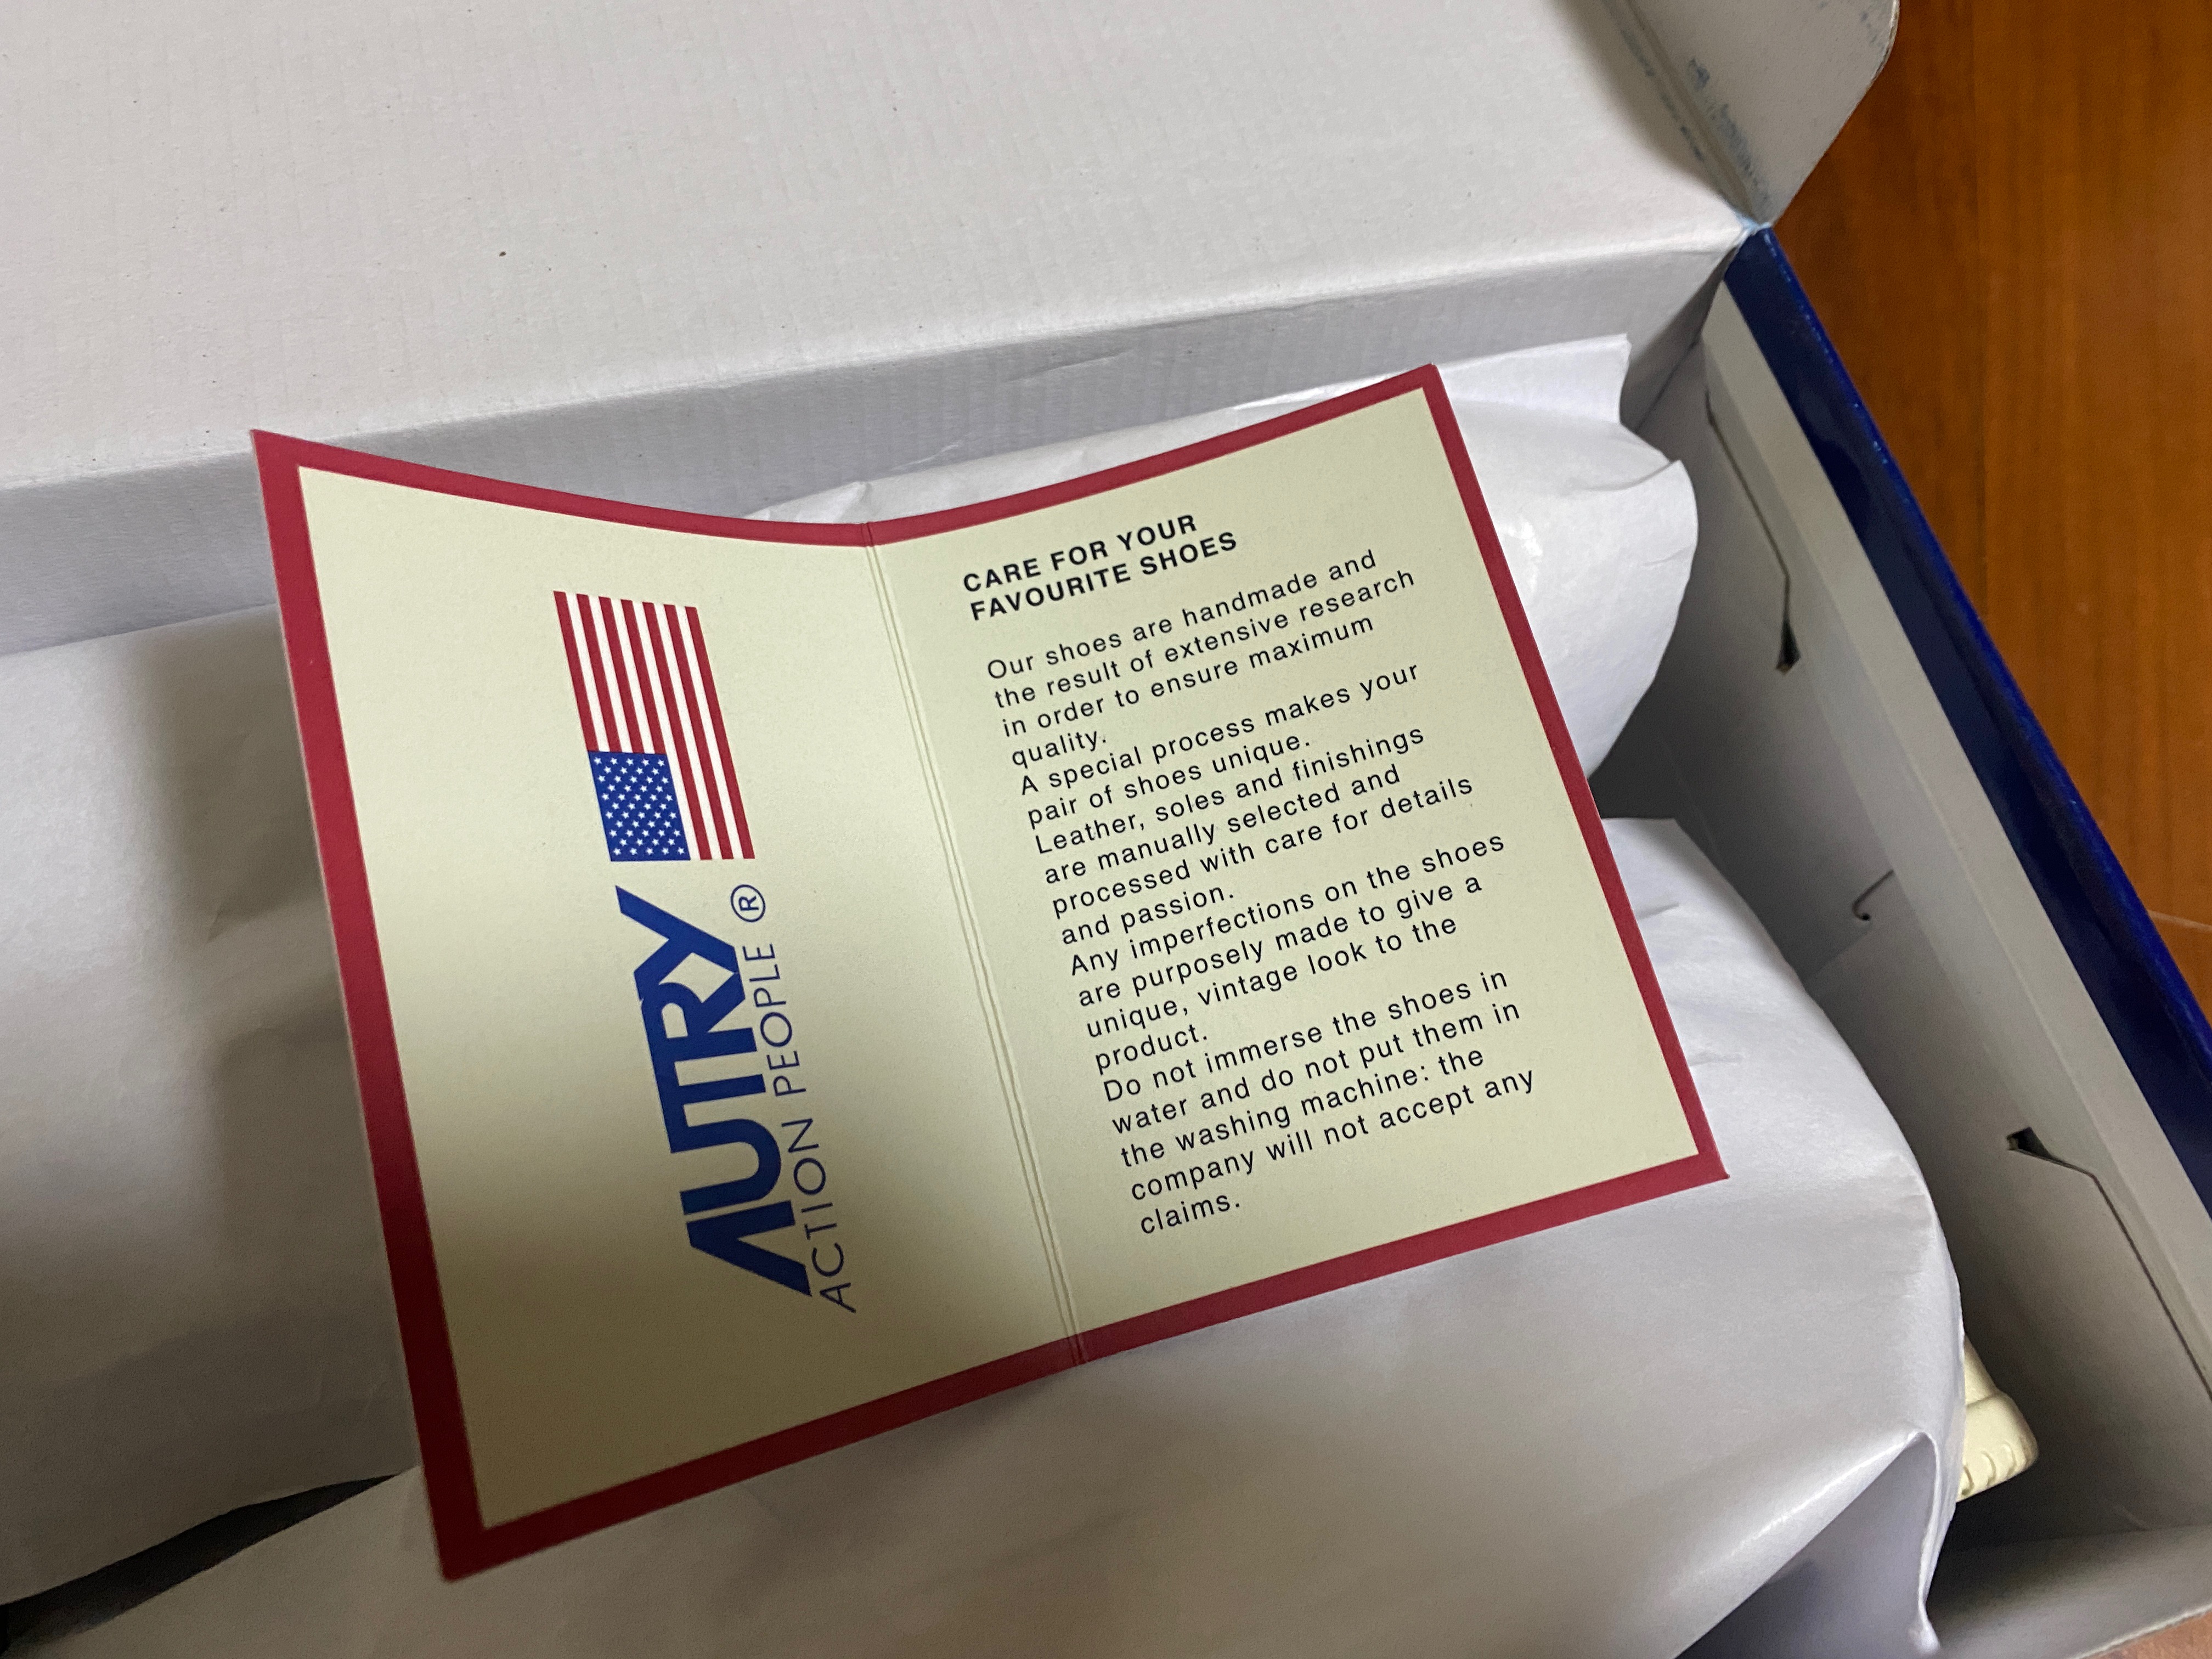 AUTRY
ACTION PEOPLE ®
CARE FOR YOUR
FAVOURITE SHOES
Our shoes are handmade and
the result of extensive research
in order to ensure maximum
quality.
A special process makes your
pair of shoes unique.
Leather, soles and finishings
are manually selected and
processed with care for details
and passion.
Any imperfections on the shoes
are purposely made to give a
unique, vintage look to the
product.
Do not immerse the shoes in
water and do not put them in
the washing machine: the
company will not accept any
claims.